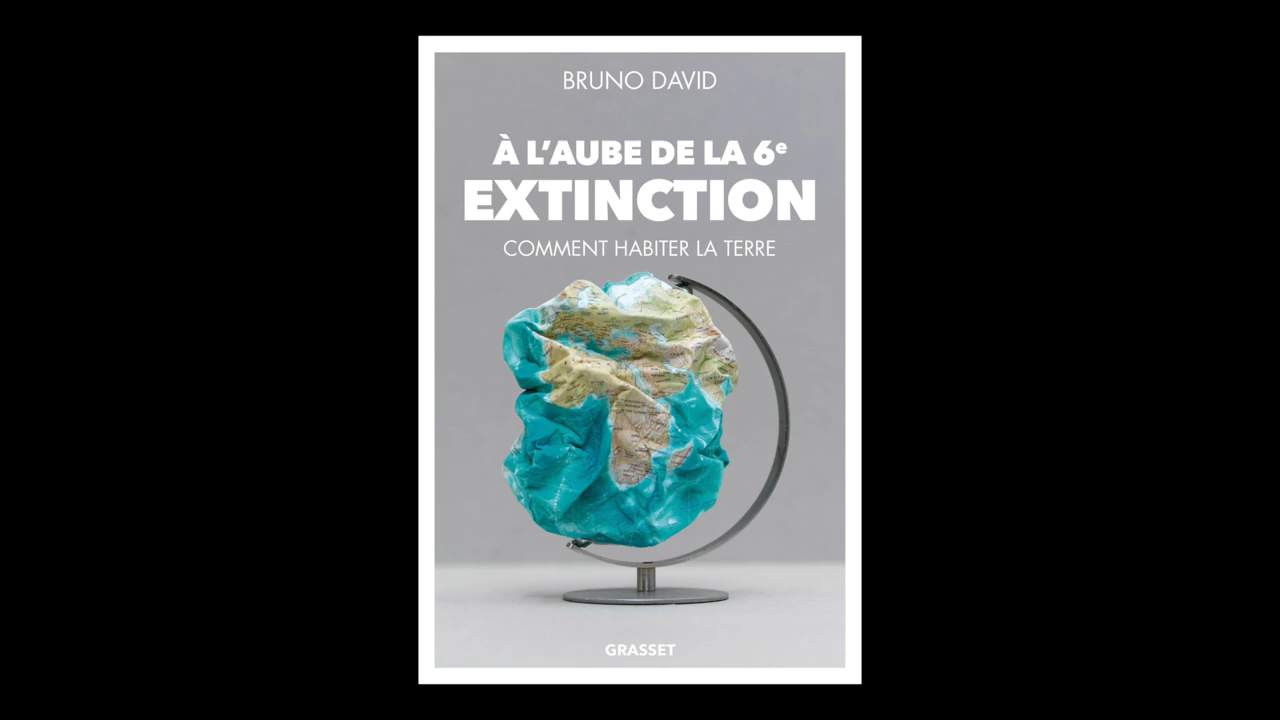 BRUNO DAVID
À L'AUBE DE LA 6e
EXTINCTION
COMMENT HABITER LA TERRE
GRASSET